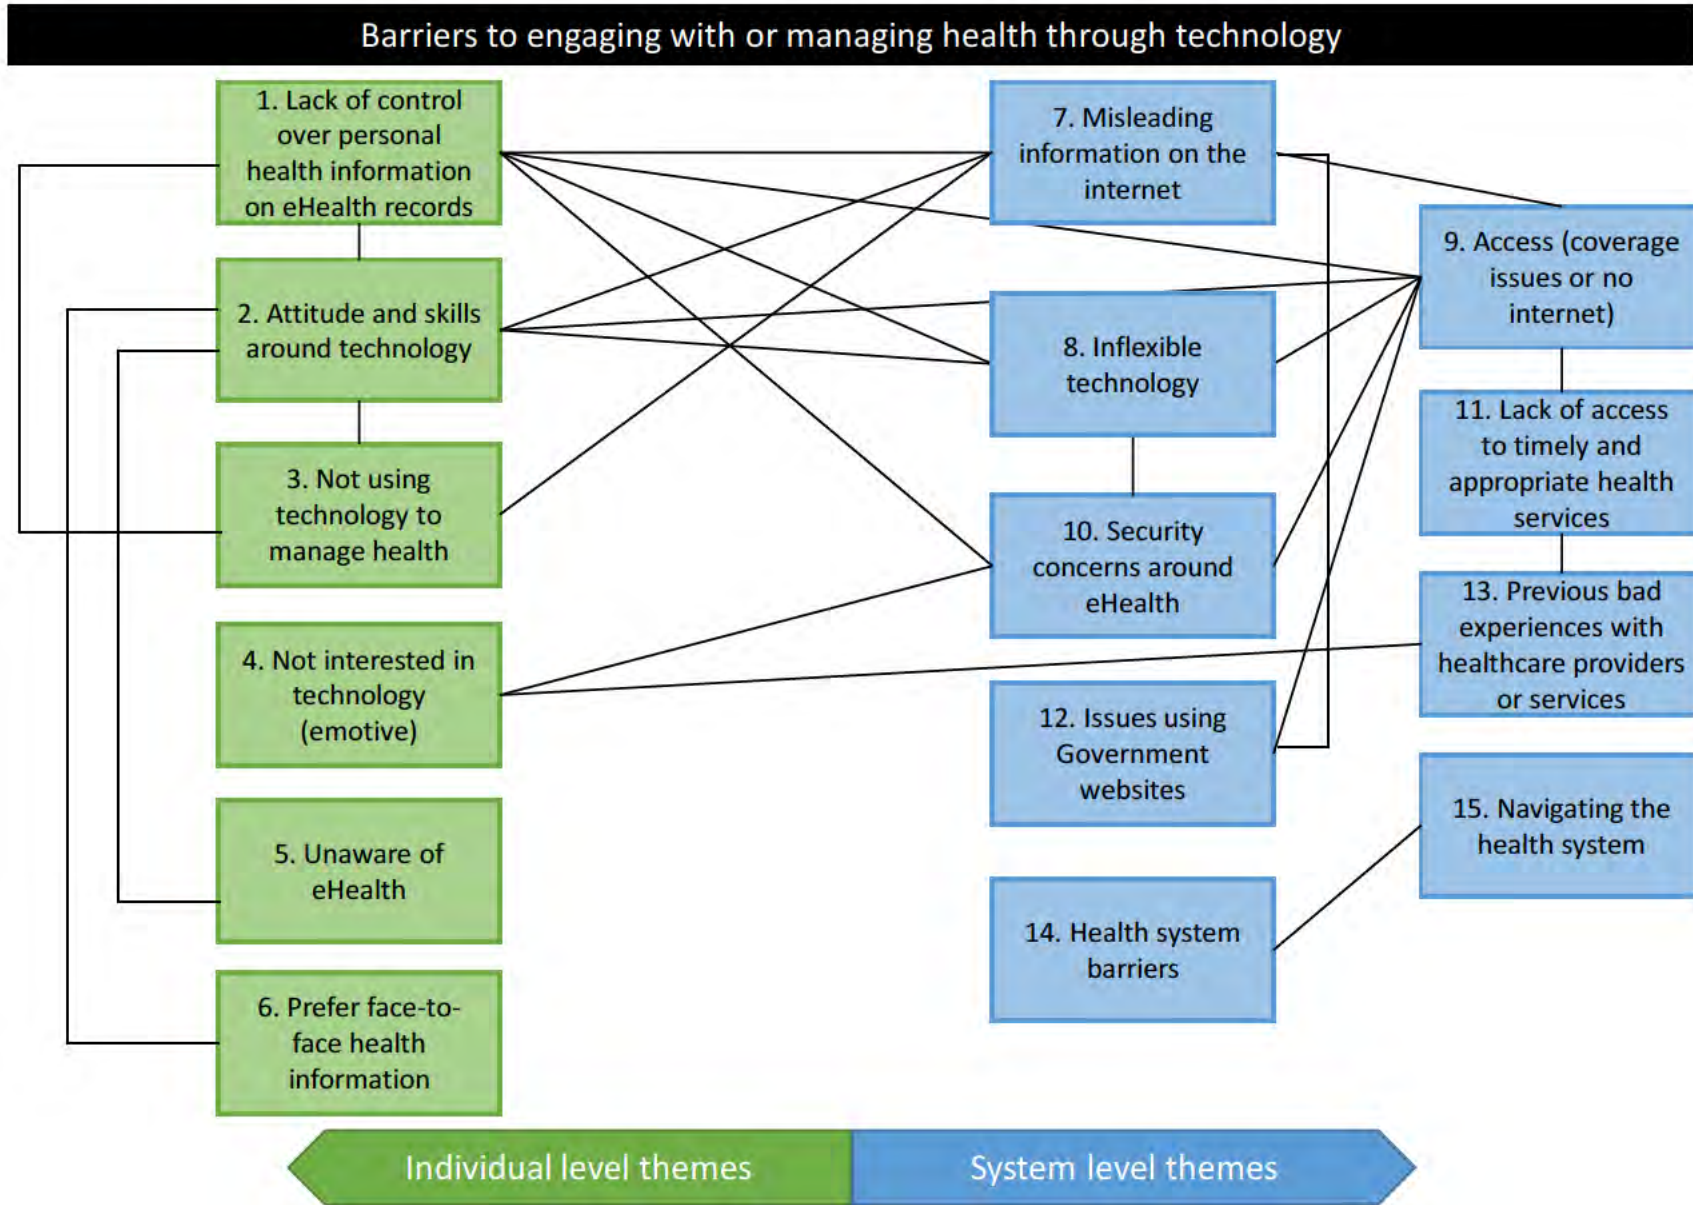 Barriers to engaging with or managing health through technology
1. Lack of control
over personal
health information
on eHealth records
2. Attitude and skills
around technology
3. Not using
technology to
manage health
4. Not interested in
technology
(emotive)
5. Unaware of
eHealth
6. Prefer face-to-
face health
information
7. Misleading
information on the
internet
8. Inflexible
technology
10. Security
concerns around
eHealth
12. Issues using
Government
websites
14. Health system
barriers
9. Access (coverage
issues or no
internet)
11. Lack of access
to timely and
appropriate health
services
13. Previous bad
experiences with
healthcare providers
or services
15. Navigating the
health system
Individual level themes
System level themes